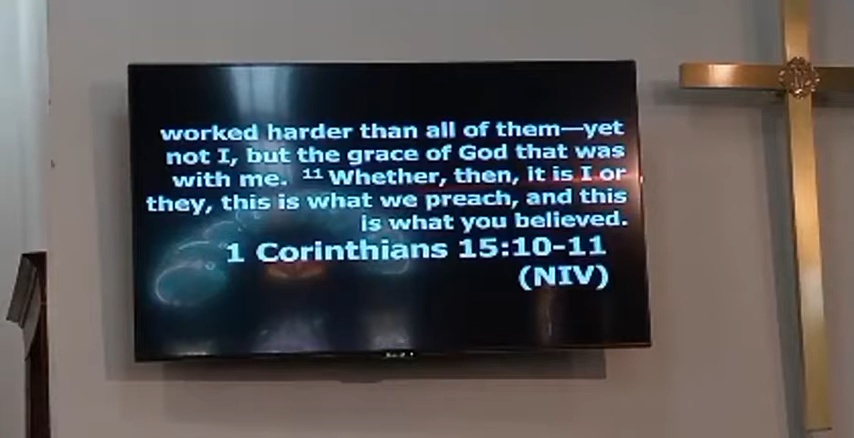 worked harder than all of them—yet
not I, but the grace of God that was
with me. ¹¹ Whether, then, it is I or
they, this is what we preach, and this
is what you believed.
1 Corinthians 15:10-11
(NIV)